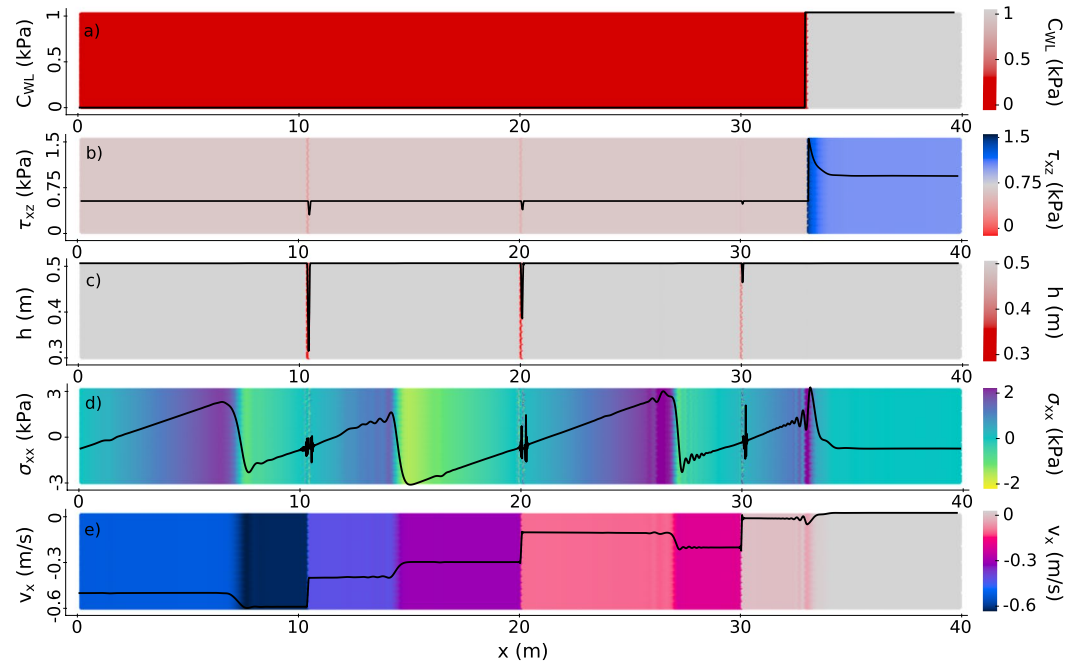 a)
C_WL (kPa)
1
0.5
0
0 10 20 30 40
1
0.5
0
C_WL (kPa)
b)
τ_xz (kPa)
1.5
0.75
0
0 10 20 30 40
1.5
0.75
0
τ_xz (kPa)
c)
h (m)
0.5
0.4
0.3
0 10 20 30 40
0.5
0.4
0.3
h (m)
d)
σ_xx (kPa)
3
0
-3
0 10 20 30 40
2
0
-2
σ_xx (kPa)
e)
v_x (m/s)
0
-0.3
-0.6
0 10 20 30 40
0
-0.3
-0.6
v_x (m/s)
x (m)